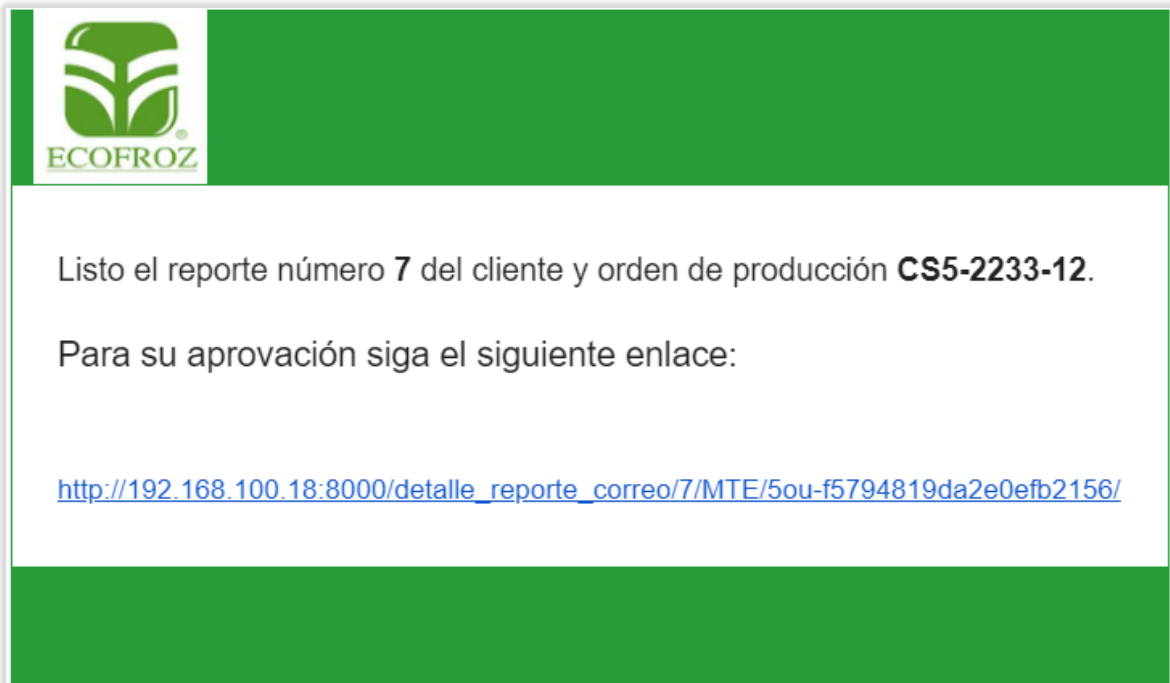 ECOFROZ
Listo el reporte número 7 del cliente y orden de producción CS5-2233-12.
Para su aprovación siga el siguiente enlace:
http://192.168.100.18:8000/detalle_reporte_correo/7/MTE/5ou-f5794819da2e0efb2156/